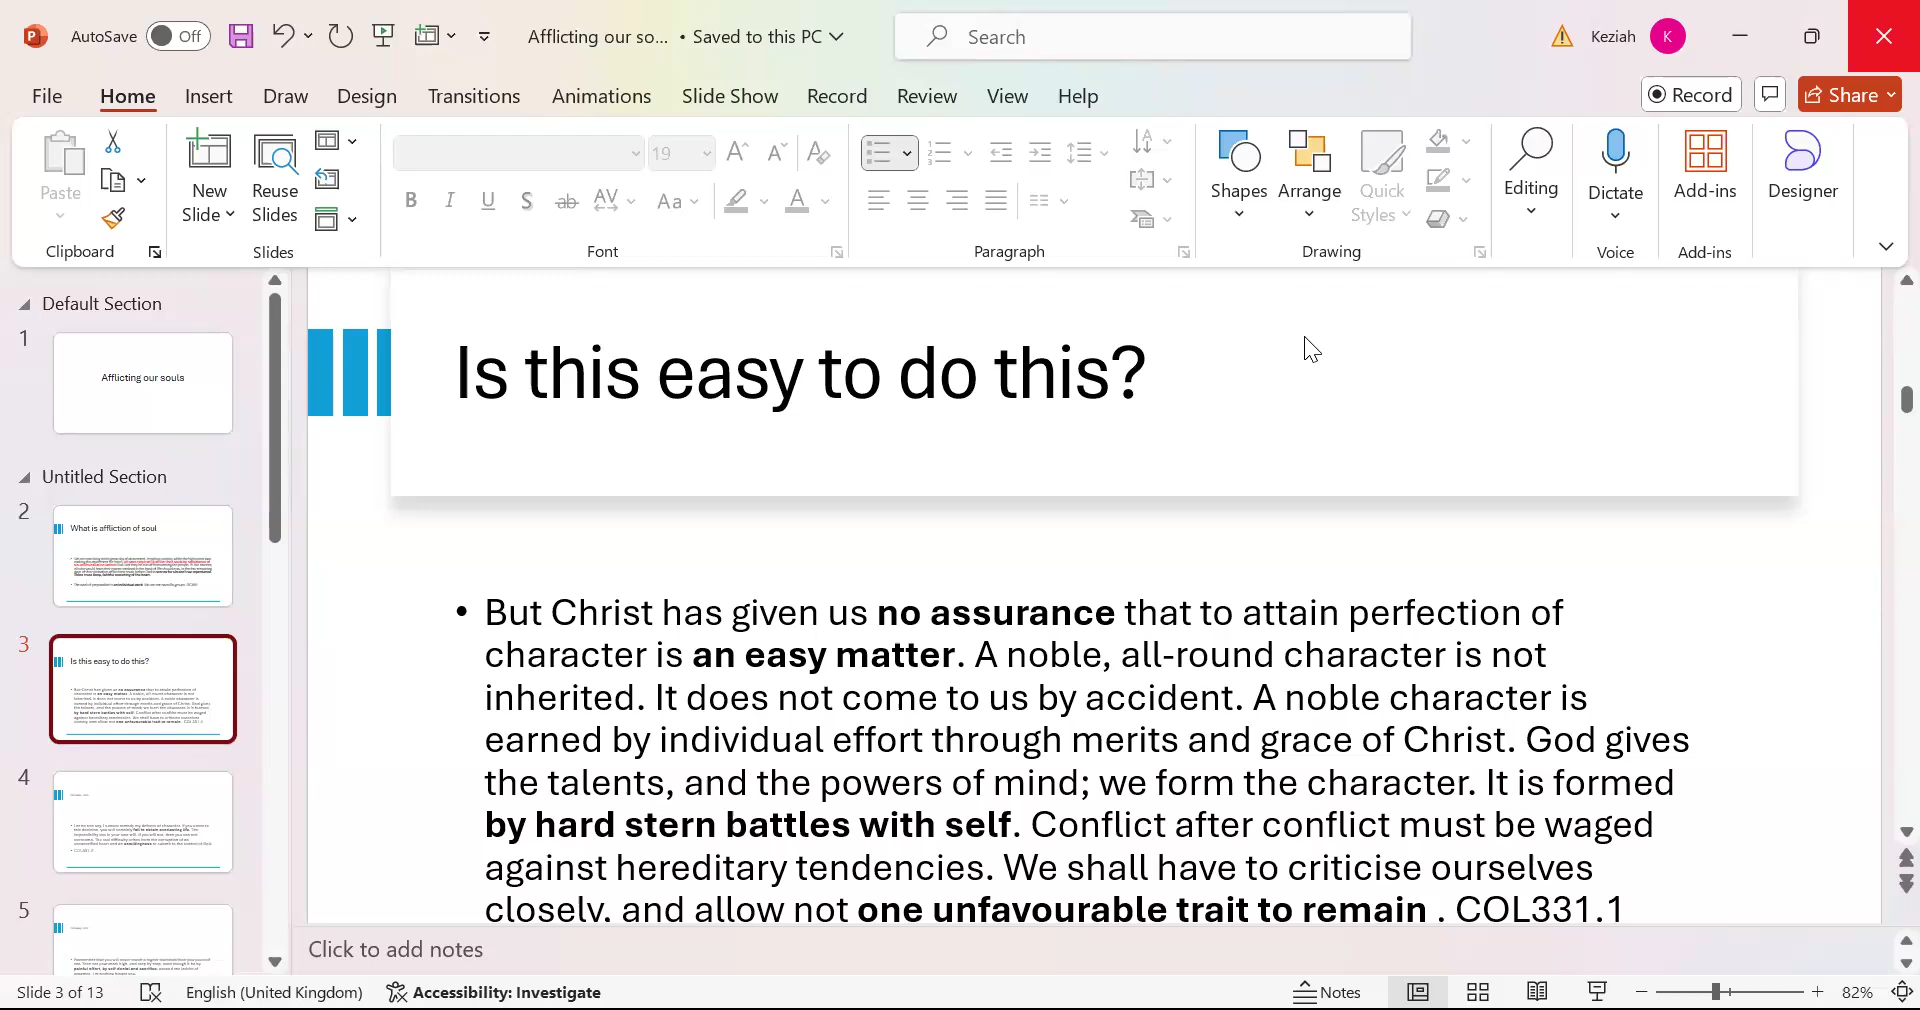 AutoSave Off
Afflicting our so... • Saved to this PC
Search
Keziah K
File Home Insert Draw Design Transitions Animations Slide Show Record Review View Help
Record Share
Paste
New Slide
Reuse Slides
19
Shapes Arrange Quick Styles
Editing
Dictate
Add-ins
Designer
Clipboard Slides Font Paragraph Drawing Voice Add-ins
Default Section
1
Afflicting our souls
Untitled Section
2
What is affliction of soul
3
Is this easy to do this?
4
5
Is this easy to do this?
• But Christ has given us no assurance that to attain perfection of
character is an easy matter. A noble, all-round character is not
inherited. It does not come to us by accident. A noble character is
earned by individual effort through merits and grace of Christ. God gives
the talents, and the powers of mind; we form the character. It is formed
by hard stern battles with self. Conflict after conflict must be waged
against hereditary tendencies. We shall have to criticise ourselves
closely, and allow not one unfavourable trait to remain . COL331.1
Click to add notes
Slide 3 of 13 English (United Kingdom) Accessibility: Investigate Notes 82%